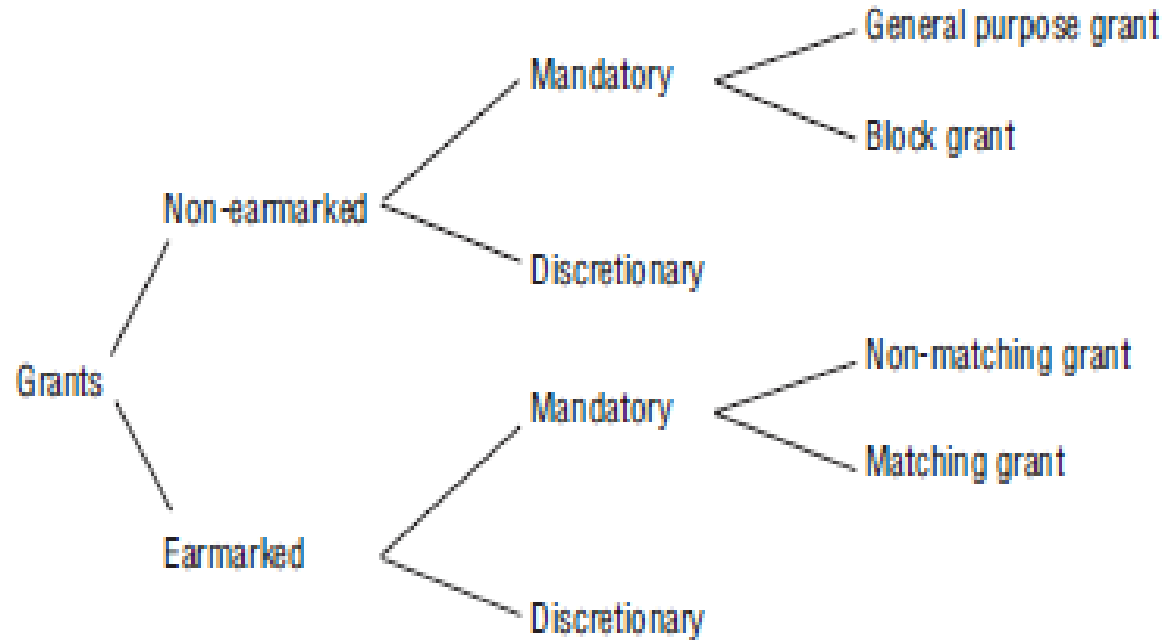 General purpose grant
Mandatory
Block grant
Non-earmarked
Discretionary
Grants
Non-matching grant
Mandatory
Matching grant
Earmarked
Discretionary